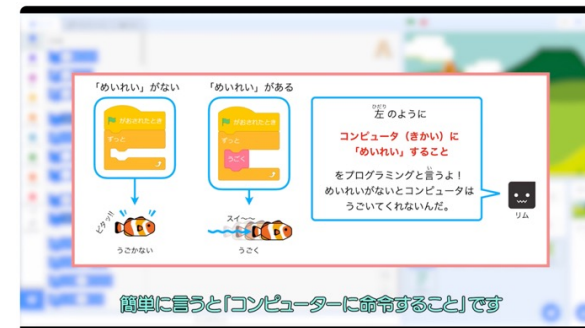 「めいれい」がない
「めいれい」がある
が おされたとき
ずっと
が おされたとき
ずっと
うごく
ピタッ!!
うごかない
スイ〜〜
うごく
ひだり
左 のように
コンピュータ（きかい）に
「めいれい」すること
い
をプログラミングと言うよ！
めいれいがないとコンピュータは
うごいてくれないんだ。
リム
簡単に言うと「コンピューターに命令すること」です